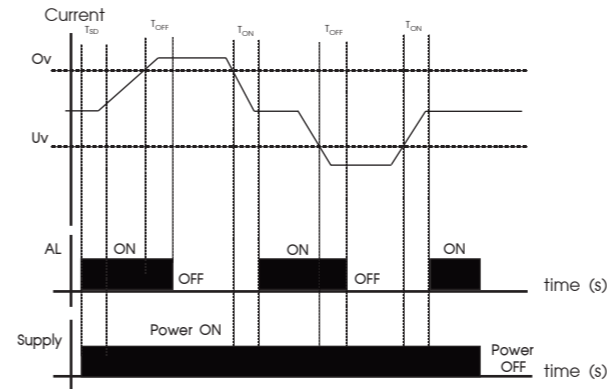 Current
TSD TOFF TON TOFF TON
Ov
Uv
AL ON ON ON
OFF OFF
time (s)
Supply Power ON
Power
OFF
time (s)